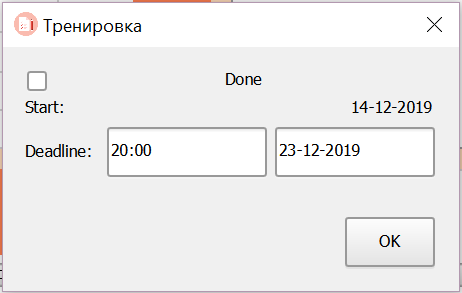 Тренировка
Done
Start: 14-12-2019
Deadline: 20:00 23-12-2019
OK